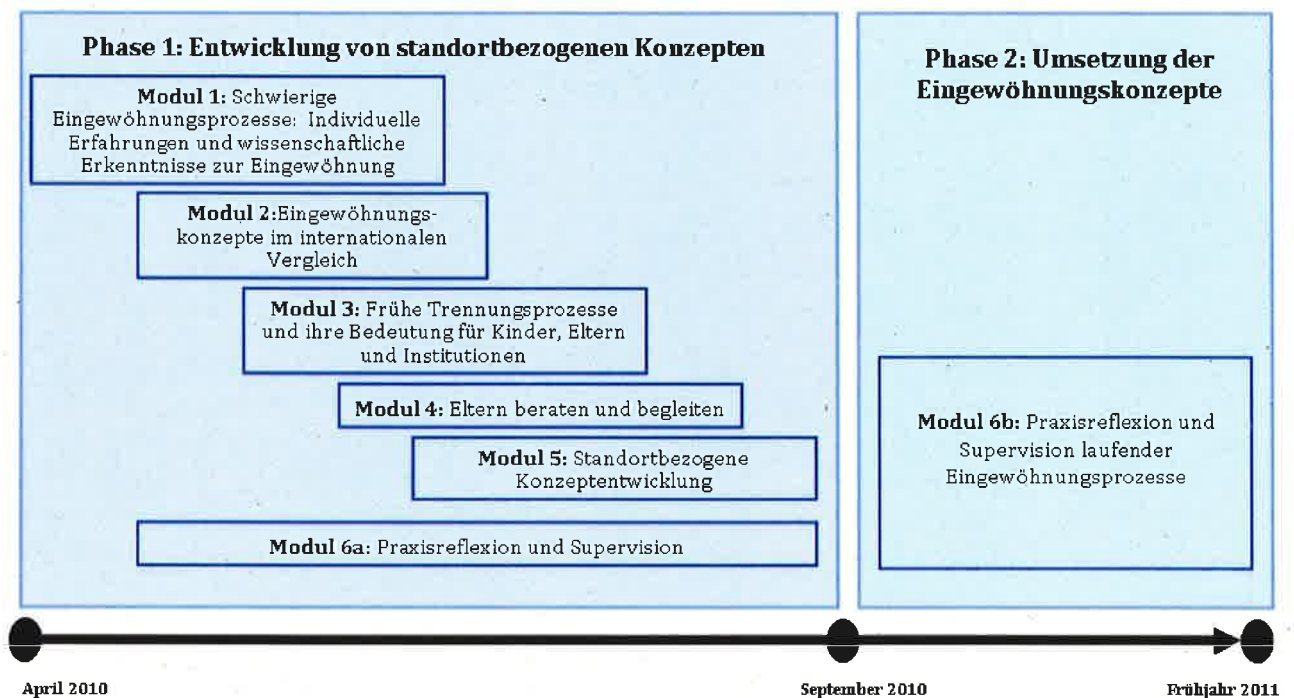 Phase 1: Entwicklung von standortbezogenen Konzepten
Modul 1: Schwierige
Eingewöhnungsprozesse: Individuelle
Erfahrungen und wissenschaftliche
Erkenntnisse zur Eingewöhnung
Modul 2:Eingewöhnungs-
konzepte im internationalen
Vergleich
Modul 3: Frühe Trennungsprozesse
und ihre Bedeutung für Kinder, Eltern
und Institutionen
Modul 4: Eltern beraten und begleiten
Modul 5: Standortbezogene
Konzeptentwicklung
Modul 6a: Praxisreflexion und Supervision
Phase 2: Umsetzung der
Eingewöhnungskonzepte
Modul 6b: Praxisreflexion und
Supervision laufender
Eingewöhnungsprozesse
April 2010
September 2010
Frühjahr 2011